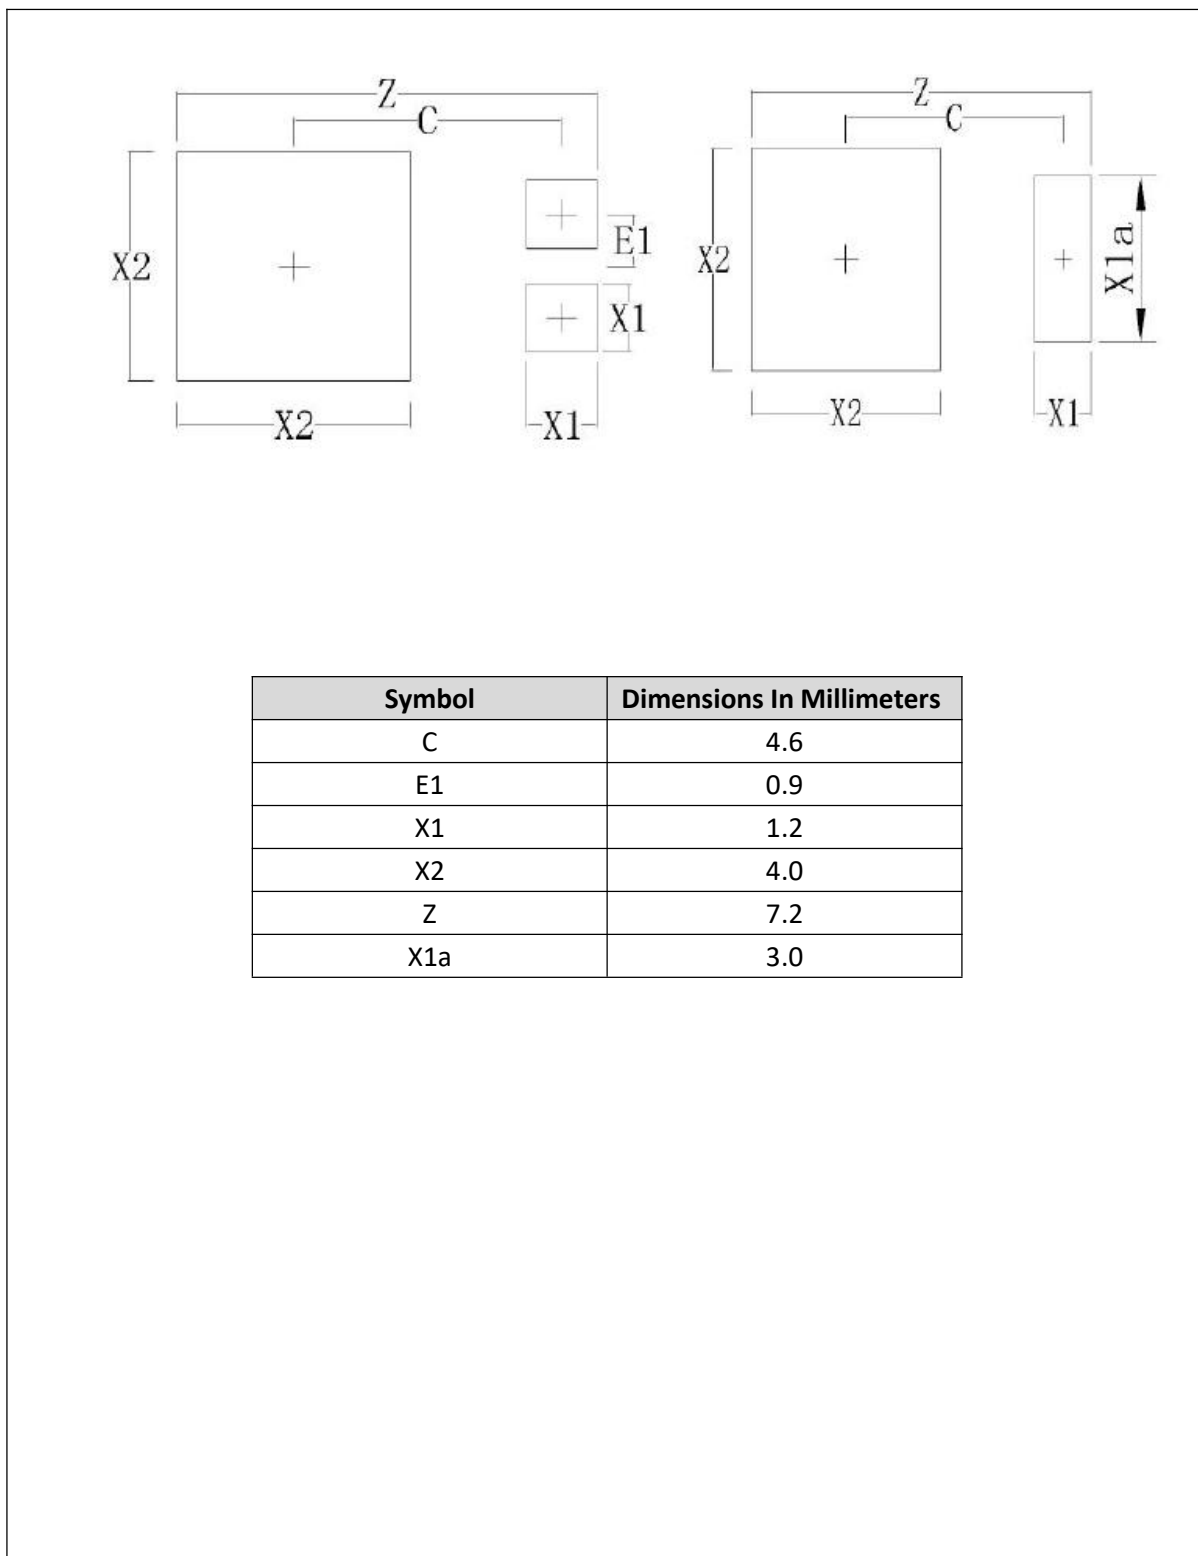 Z
C
X2
E1
X1
X2
X1
Z
C
X2
X1a
X2
X1
Symbol Dimensions In Millimeters
C 4.6
E1 0.9
X1 1.2
X2 4.0
Z 7.2
X1a 3.0